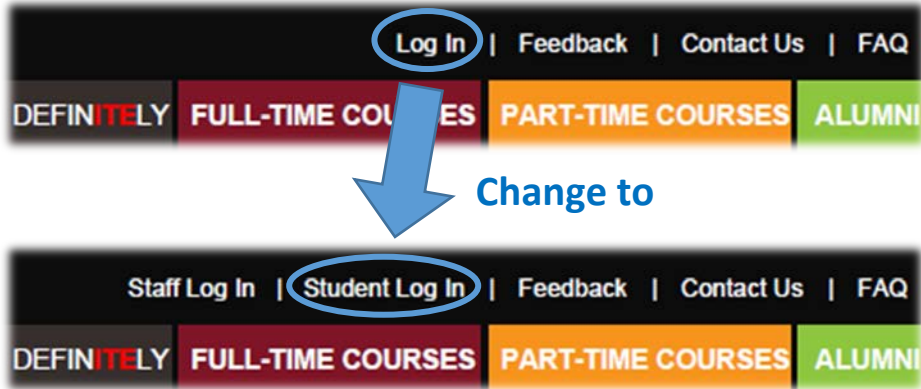 Log In | Feedback | Contact Us | FAQ
DEFINITELY FULL-TIME COURSES PART-TIME COURSES ALUMNI
Change to
Staff Log In | Student Log In | Feedback | Contact Us | FAQ
DEFINITELY FULL-TIME COURSES PART-TIME COURSES ALUMNI